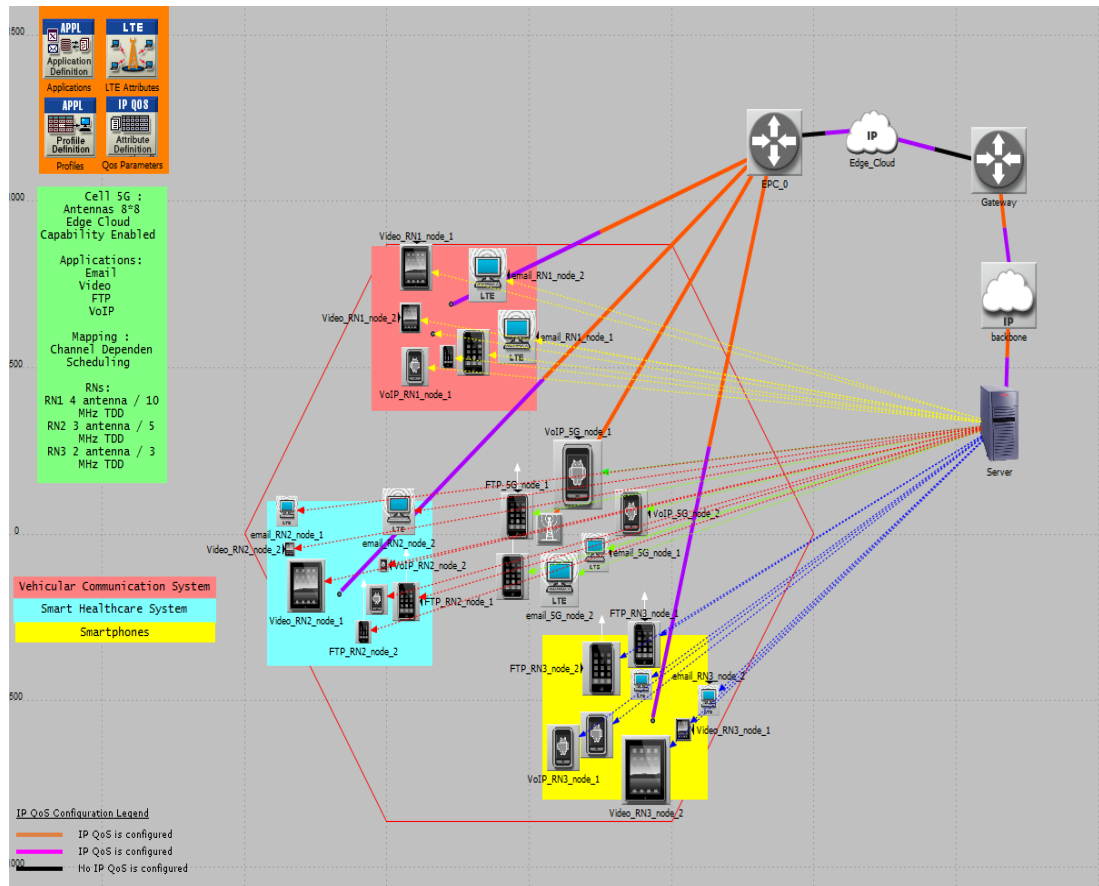 500
APPL
Application
Definition
Applications
LTE
LTE Attributes
APPL
Profile
Definition
Profiles
IP QOS
Attribute
Definition
Qos Parameters
Cell 5G :
Antennas 8*8
Edge Cloud
Capability Enabled
Applications:
Email
Video
FTP
VoIP
Mapping :
Channel Dependen
Scheduling
RNs:
RN1 4 antenna / 10
MHz TDD
RN2 3 antenna / 5
MHz TDD
RN3 2 antenna / 3
MHz TDD
000
500
0
500
000
EPC_0
IP
Edge_Cloud
Gateway
IP
backbone
Server
Video_RN1_node_1
LTE
email_RN1_node_2
Video_RN1_node_2
LTE
email_RN1_node_1
VoIP_RN1_node_1
VoIP_5G_node_1
FTP_5G_node_1
VoIP_5G_node_2
LTE
email_5G_node_1
LTE
email_5G_node_2
LTE
email_RN2_node_1
LTE
email_RN2_node_2
Video_RN2_node_2
VoIP_RN2_node_2
Video_RN2_node_1
FTP_RN2_node_1
FTP_RN2_node_2
Vehicular Communication System
Smart Healthcare System
Smartphones
FTP_RN3_node_1
FTP_RN3_node_2
LTE
email_RN3_node_2
LTE
Video_RN3_node_1
VoIP_RN3_node_1
Video_RN3_node_2
IP QoS Configuration Legend
IP QoS is configured
IP QoS is configured
No IP QoS is configured